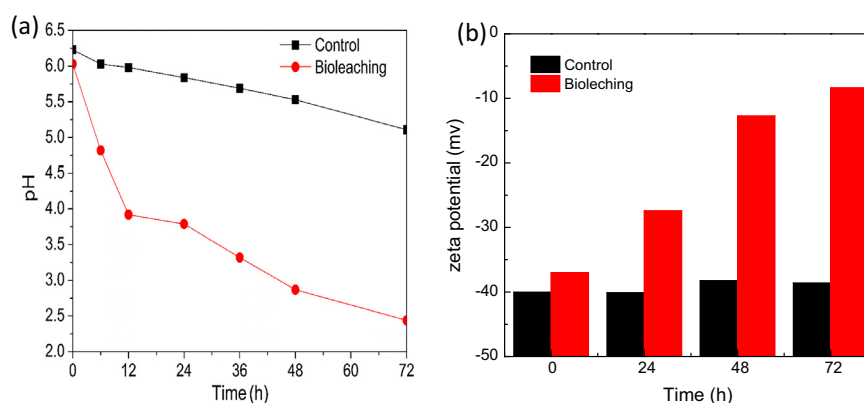 (a)
6.5
6.0
5.5
5.0
4.5
4.0
3.5
3.0
2.5
2.0
pH
Control
Bioleaching
0 12 24 36 48 60 72
Time (h)
(b)
-0
-10
-20
-30
-40
-50
zeta potential (mv)
Control
Bioleching
0 24 48 72
Time (h)